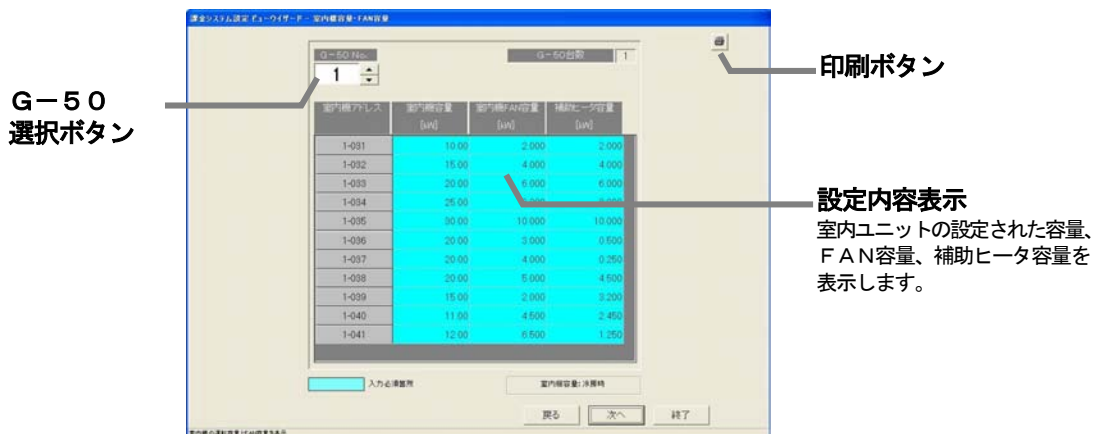 課金システム設定 ビューウィザード - 室内機容量・FAN容量
G-50 No.
1
G-50台数 1
印刷ボタン
G-50
選択ボタン
室内機アドレス 室内機容量 [kW] 室内機FAN容量 [kW] 補助ヒータ容量 [kW]
1-031 10.00 2.000 2.000
1-032 15.00 4.000 4.000
1-033 20.00 6.000 6.000
1-034 25.00
1-035 30.00 10.000 10.000
1-036 20.00 3.000 0.500
1-037 20.00 4.000 0.250
1-038 20.00 5.000 4.500
1-039 15.00 2.000 3.200
1-040 11.00 4.500 2.450
1-041 12.00 6.500 1.250
設定内容表示
室内ユニットの設定された容量、
FAN容量、補助ヒータ容量を
表示します。
入力必須箇所
室内機容量:冷房時
戻る 次へ 終了